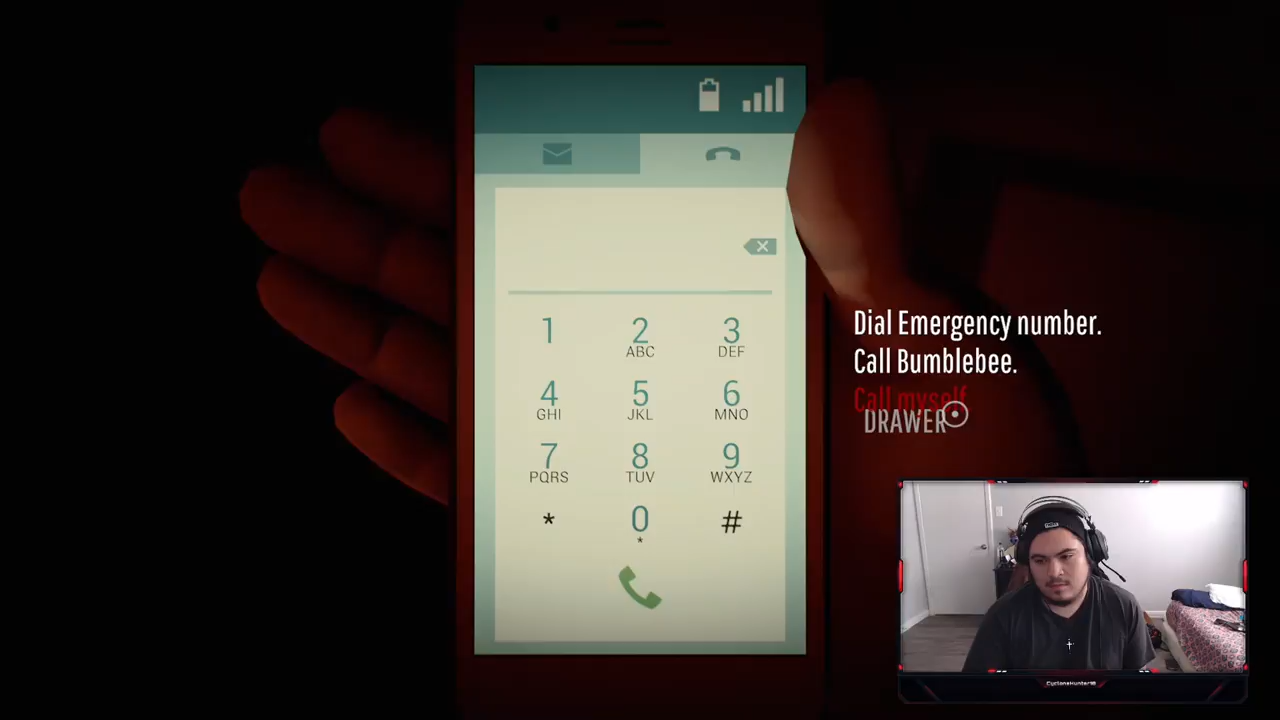 1
2
ABC
3
DEF
4
GHI
5
JKL
6
MNO
7
PQRS
8
TUV
9
WXYZ
*
0
*
#
Dial Emergency number.
Call Bumblebee.
Call myself
DRAWER
CycloneHunter98